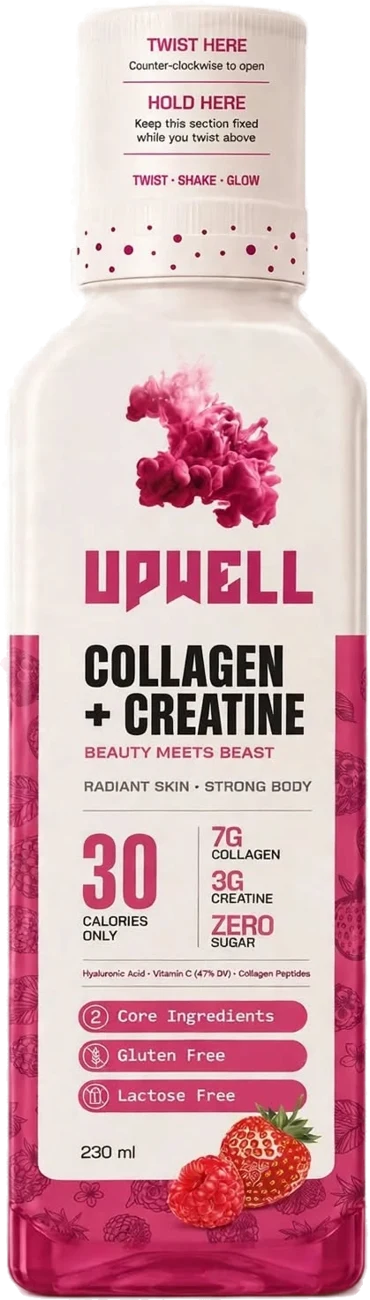 TWIST HERE
Counter-clockwise to open
HOLD HERE
Keep this section fixed
while you twist above
TWIST • SHAKE • GLOW
UPWELL
COLLAGEN
+ CREATINE
BEAUTY MEETS BEAST
RADIANT SKIN • STRONG BODY
30
CALORIES
ONLY
7G
COLLAGEN
3G
CREATINE
ZERO
SUGAR
Hyaluronic Acid • Vitamin C (47% DV) • Collagen Peptides
2 Core Ingredients
Gluten Free
Lactose Free
230 ml